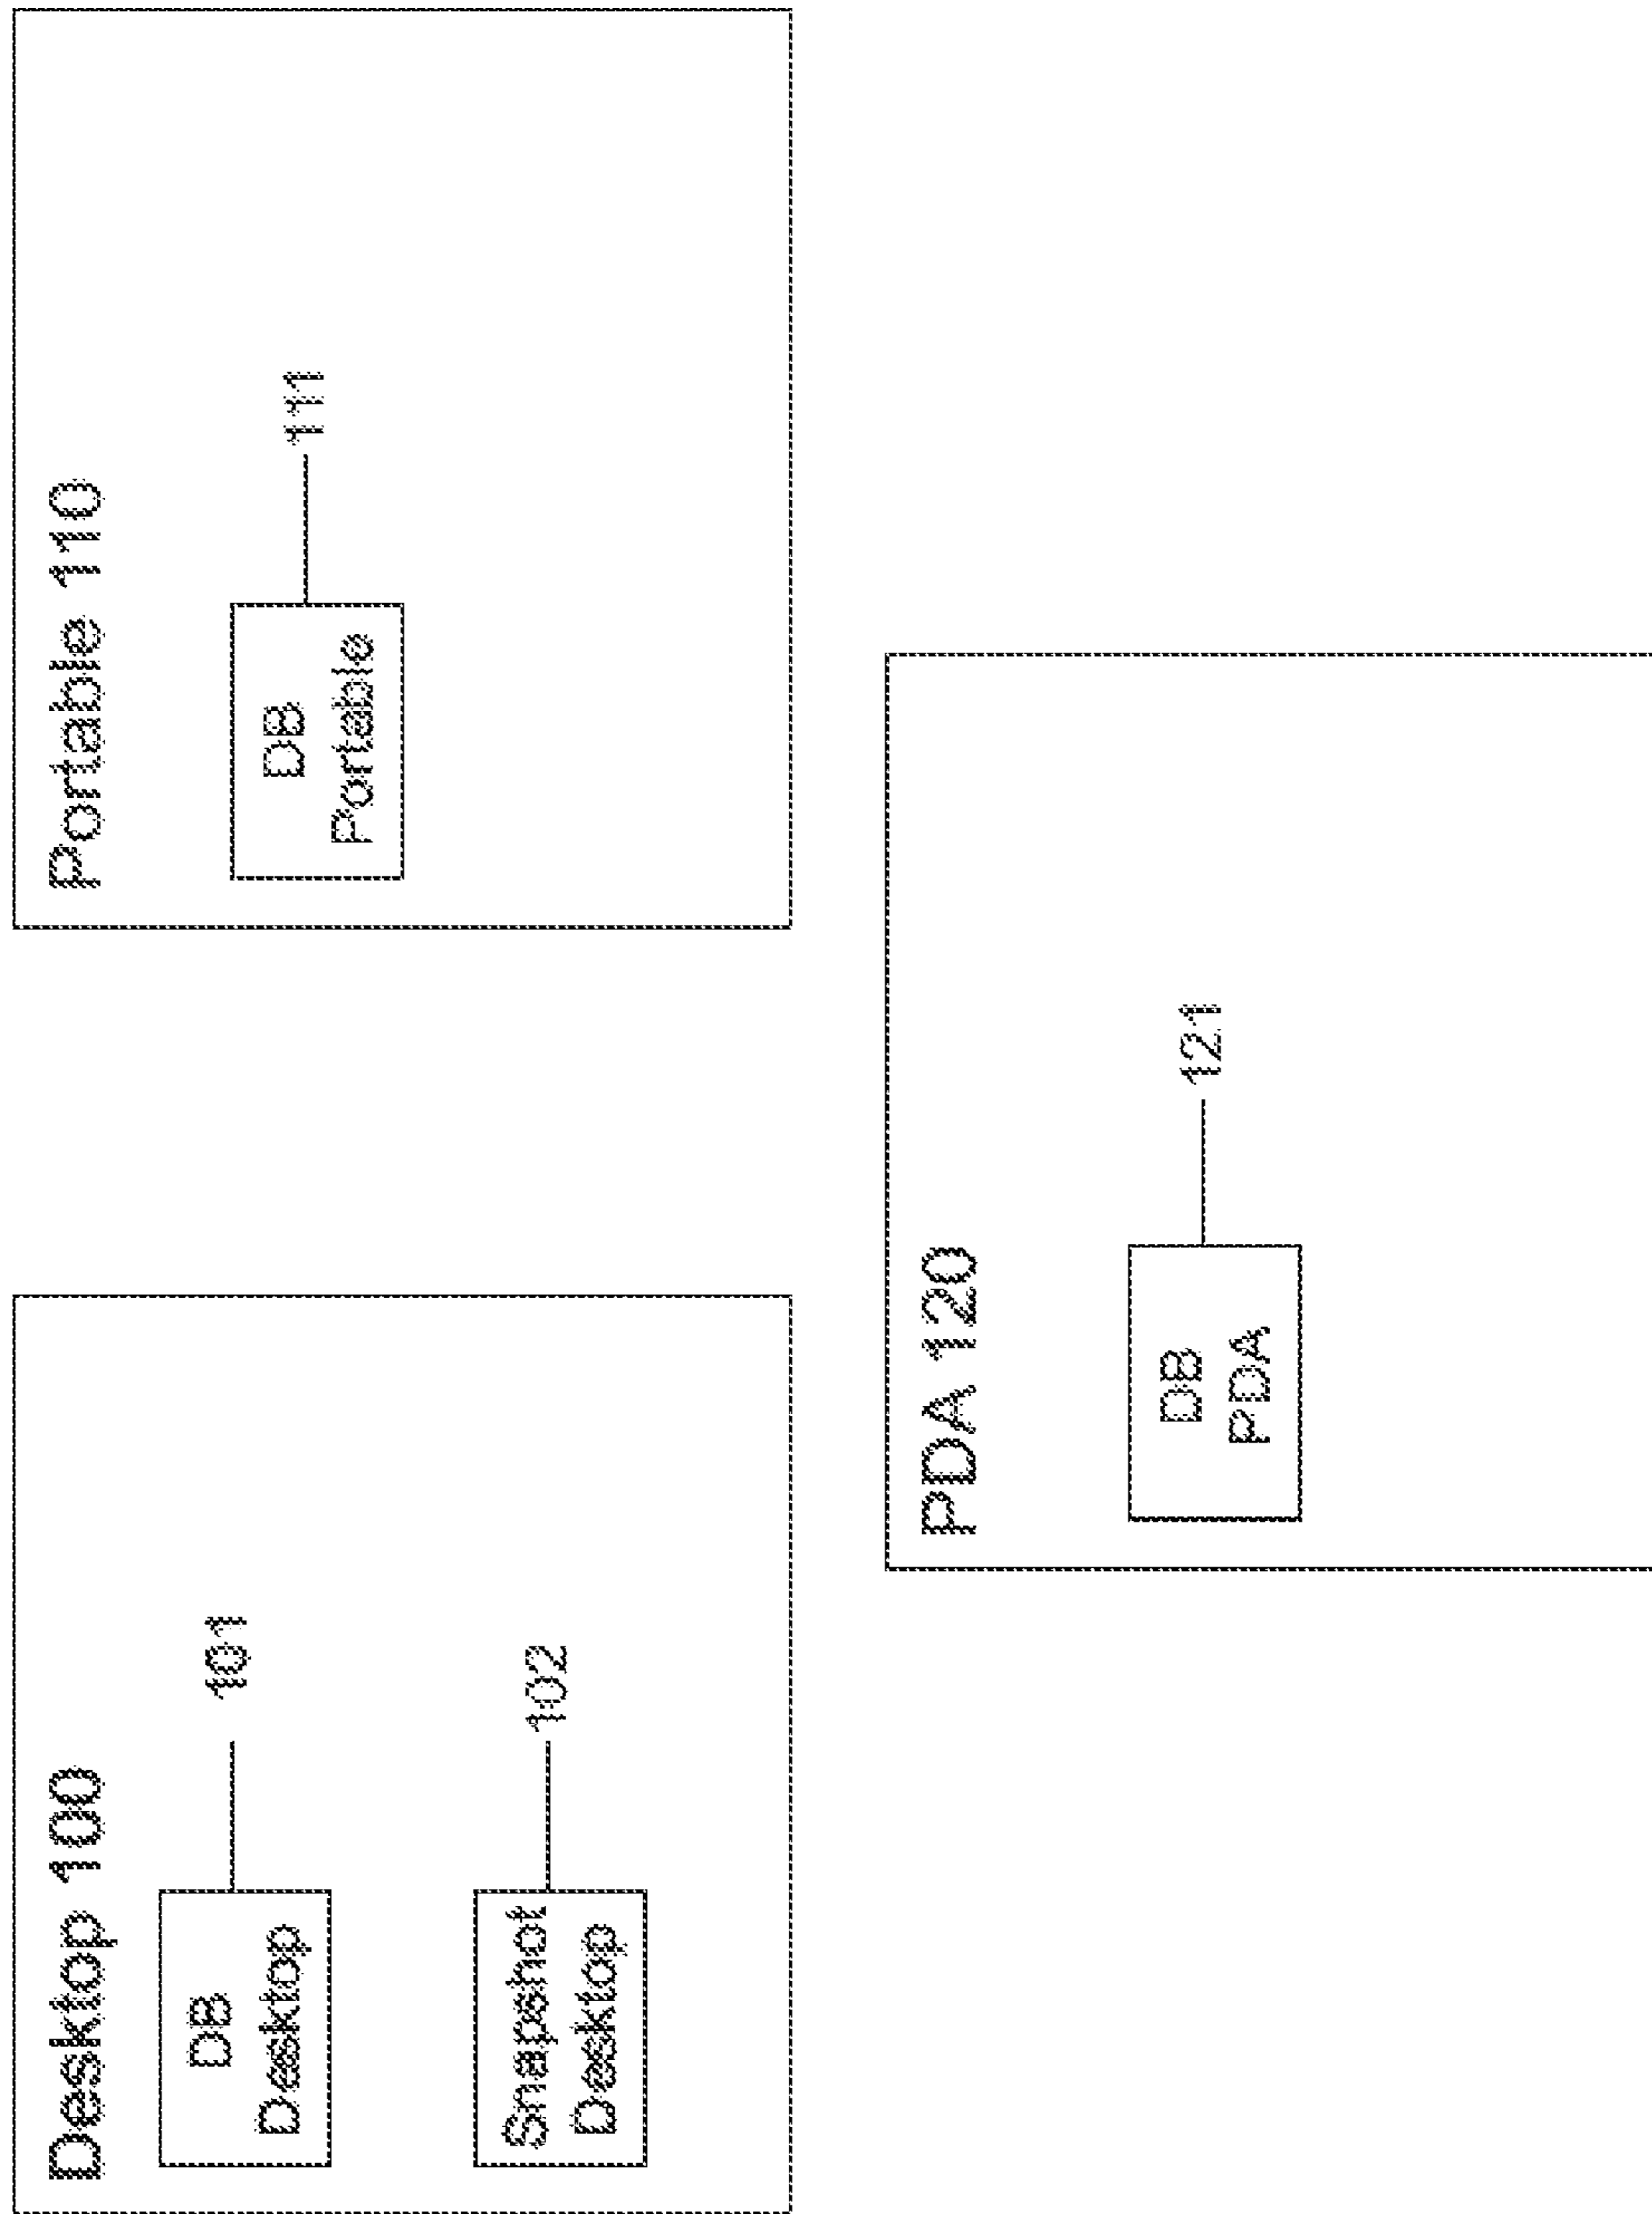 Desktop 100
DB
Desktop
101
Snapshot
Desktop
102
Portable 110
DB
Portable
111
PDA 120
DB
PDA
121